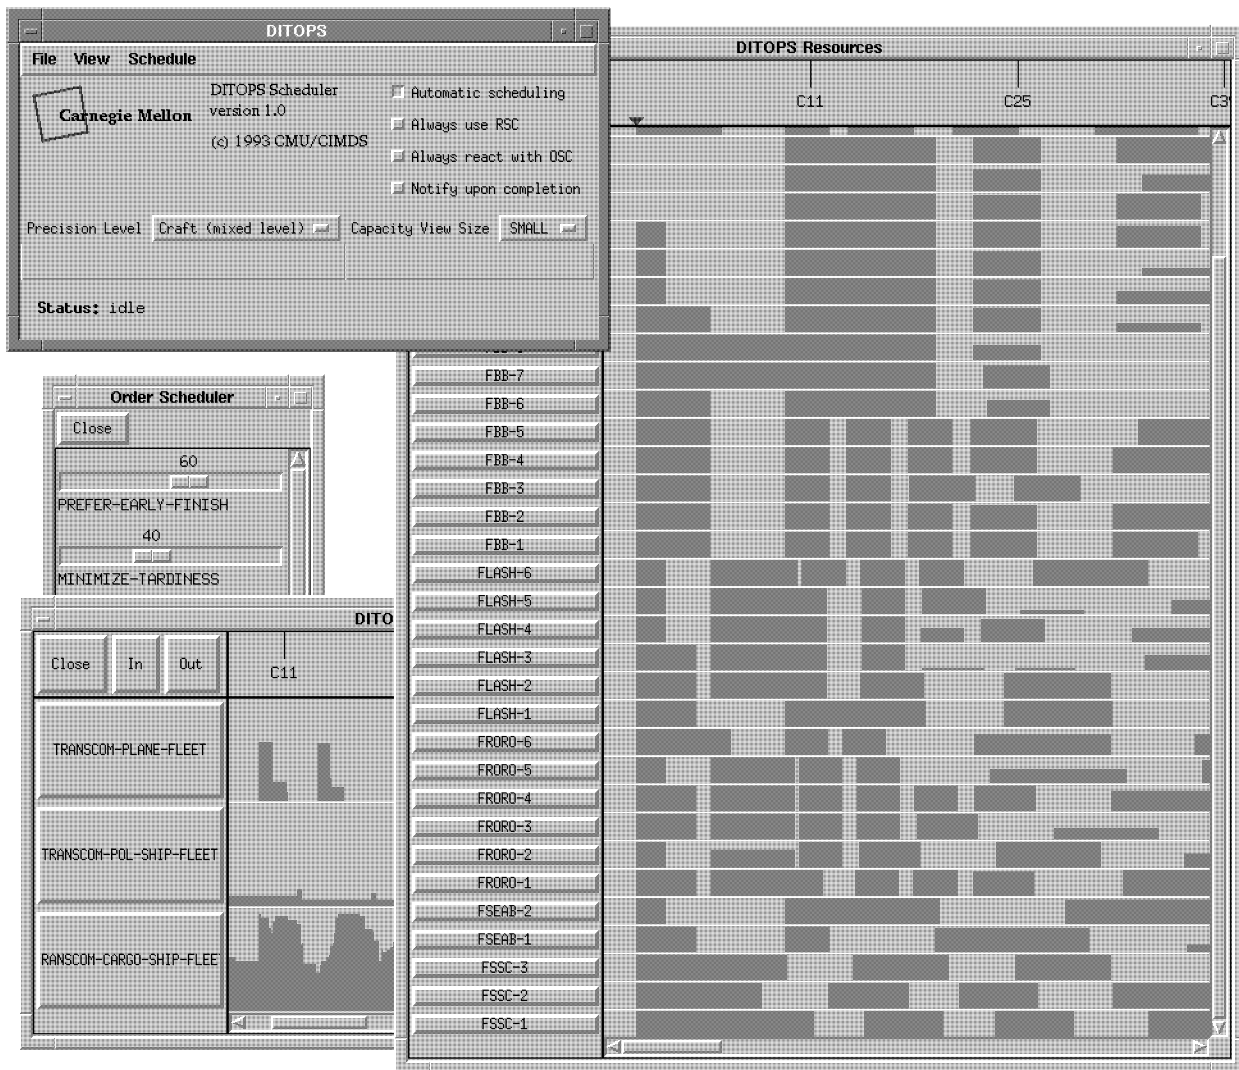 DITOPS
File View Schedule
Carnegie Mellon
DITOPS Scheduler
version 1.0
(c) 1993 CMU/CIMDS
Automatic scheduling
Always use RSC
Always react with OSC
Notify upon completion
Precision Level Craft (mixed level) Capacity View Size SMALL
Status: idle
DITOPS Resources
C11 C25
FBB-7
FBB-6
FBB-5
FBB-4
FBB-3
FBB-2
FBB-1
FLASH-6
FLASH-5
FLASH-4
FLASH-3
FLASH-2
FLASH-1
FRORO-6
FRORO-5
FRORO-4
FRORO-3
FRORO-2
FRORO-1
FSEAB-2
FSEAB-1
FSSC-3
FSSC-2
FSSC-1
Order Scheduler
Close
60
PREFER-EARLY-FINISH
40
MINIMIZE-TARDINESS
DITO
Close In Out
C11
TRANSCOM-PLANE-FLEET
TRANSCOM-POL-SHIP-FLEET
RANSCOM-CARGO-SHIP-FLEE